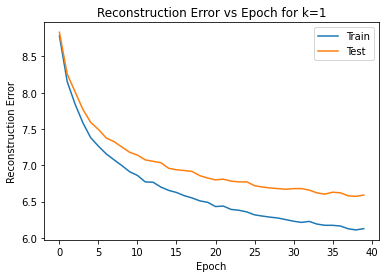 Reconstruction Error vs Epoch for k=1
Train
Test
Reconstruction Error
8.5
8.0
7.5
7.0
6.5
6.0
0 5 10 15 20 25 30 35 40
Epoch